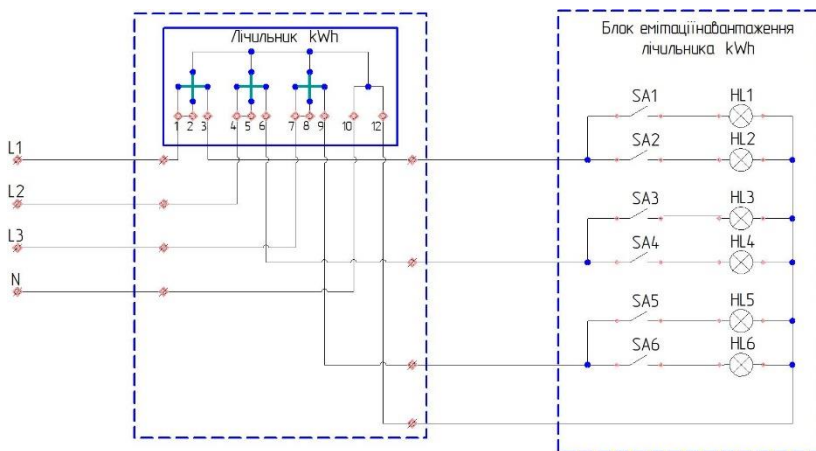 Лічильник kWh
Блок емітаціїнавантаження
лічильника kWh
1 2 3 4 5 6 7 8 9 10 12
L1
L2
L3
N
SA1 HL1
SA2 HL2
SA3 HL3
SA4 HL4
SA5 HL5
SA6 HL6